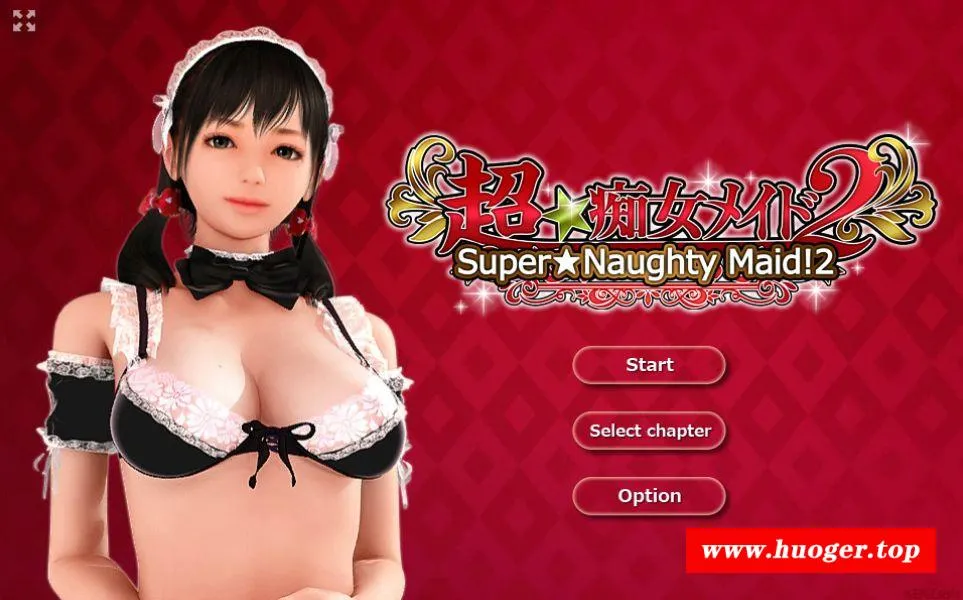 超★痴女メイド2
Super★Naughty Maid!2
Start
Select chapter
Option
www.huoger.top